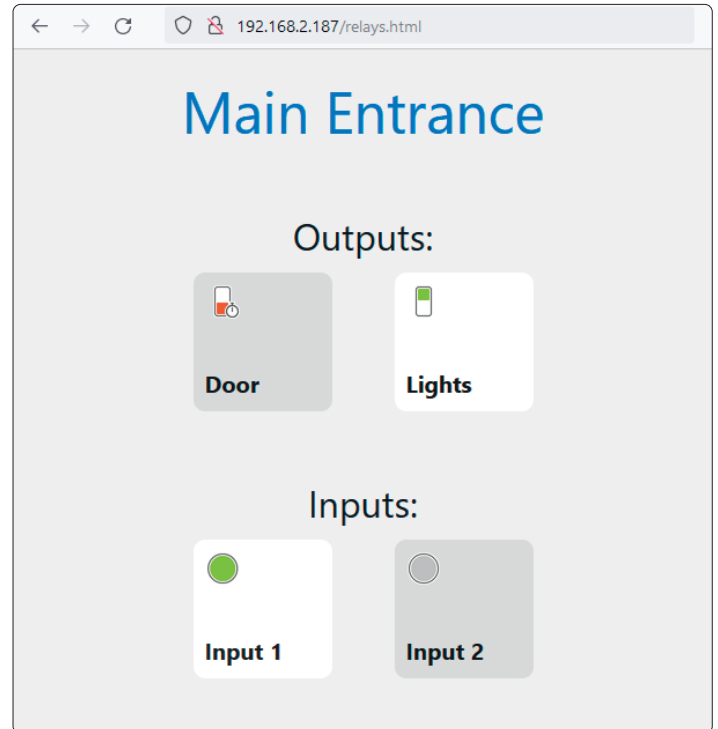 192.168.2.187/relays.html
Main Entrance
Outputs:
Door Lights
Inputs:
Input 1 Input 2